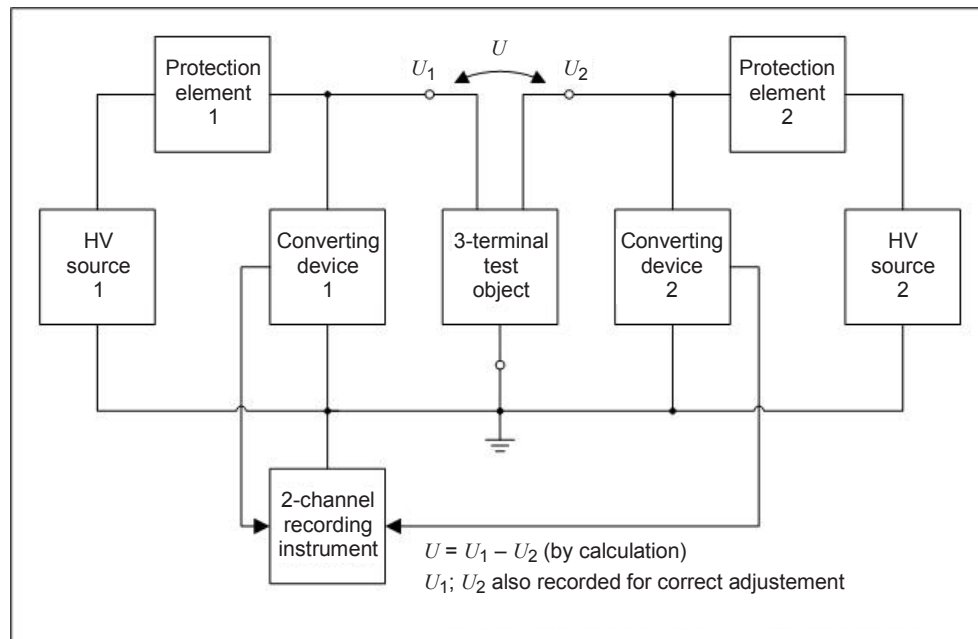 U
U₁
U₂
Protection
element
1
Protection
element
2
HV
source
1
Converting
device
1
3-terminal
test
object
Converting
device
2
HV
source
2
2-channel
recording
instrument
U = U₁ – U₂ (by calculation)
U₁; U₂ also recorded for correct adjustement